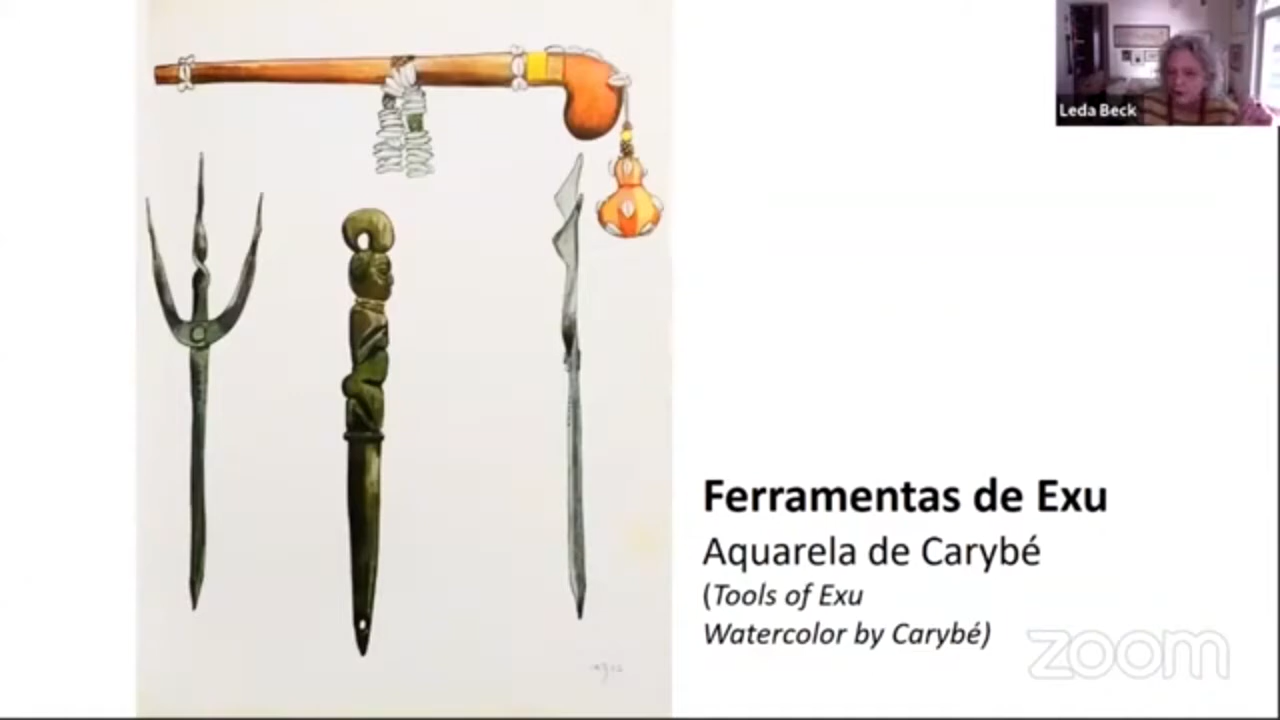 Leda Beck
Ferramentas de Exu
Aquarela de Carybé
(Tools of Exu
Watercolor by Carybé)
zoom